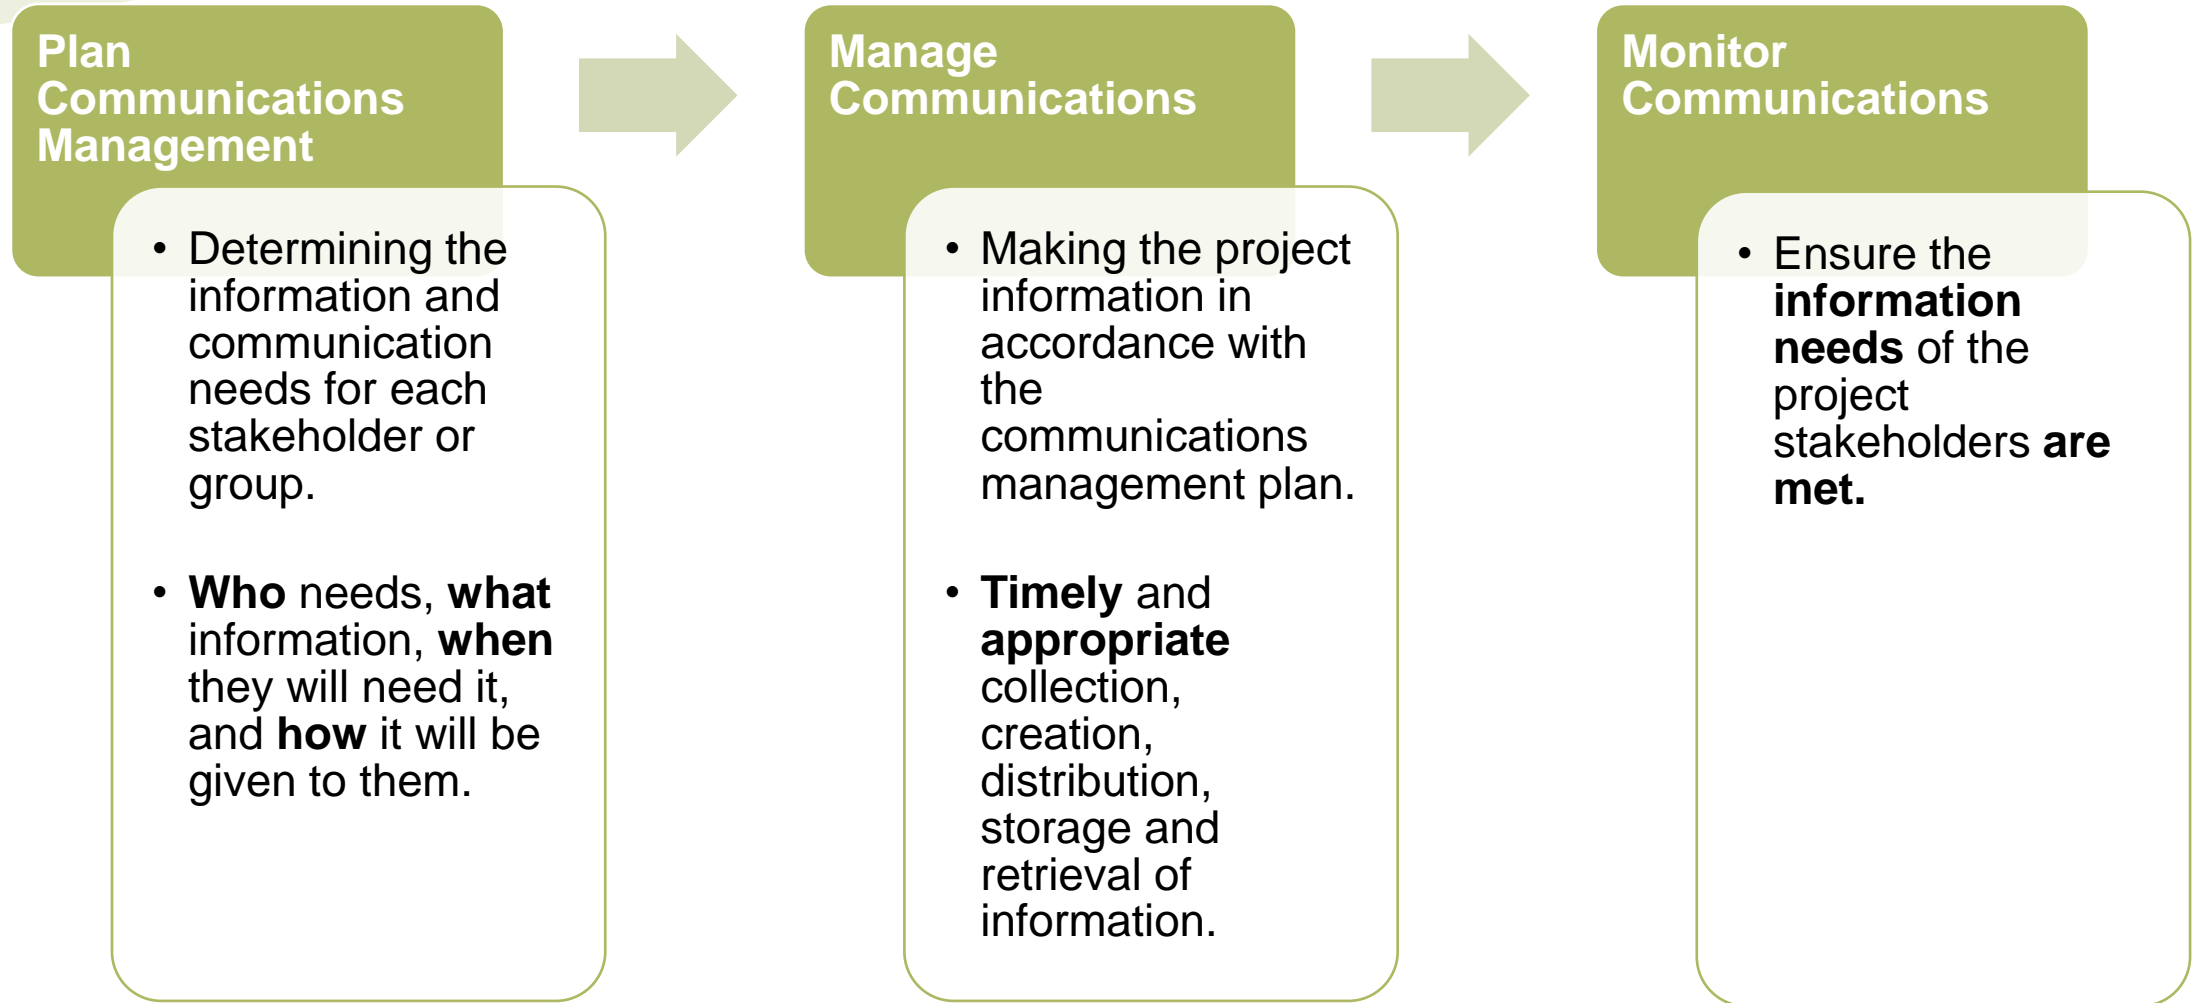 Plan
Communications
Management
• Determining the
information and
communication
needs for each
stakeholder or
group.
• Who needs, what
information, when
they will need it,
and how it will be
given to them.
Manage
Communications
• Making the project
information in
accordance with
the
communications
management plan.
• Timely and
appropriate
collection,
creation,
distribution,
storage and
retrieval of
information.
Monitor
Communications
• Ensure the
information
needs of the
project
stakeholders are
met.